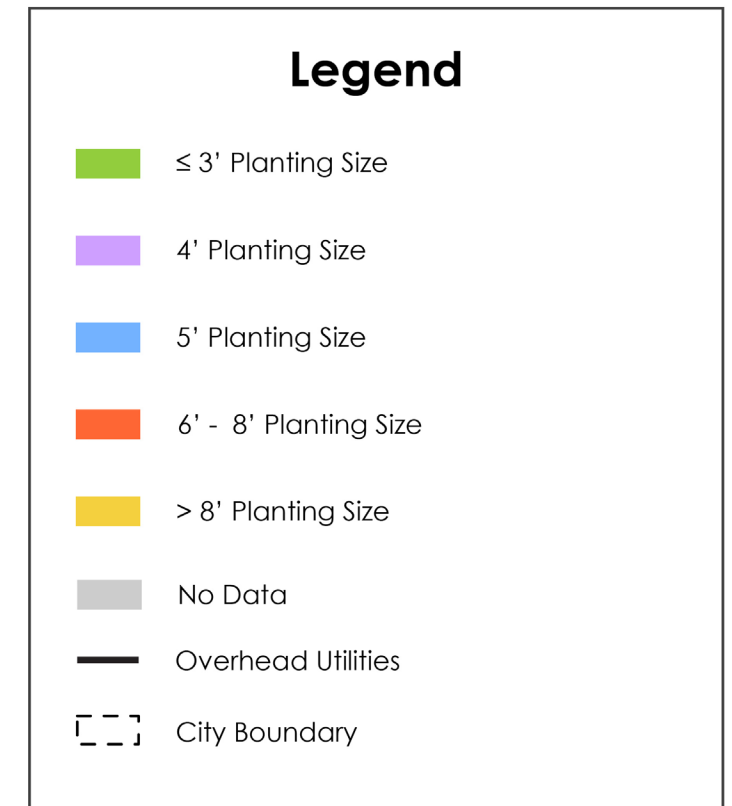 Legend
≤ 3’ Planting Size
4’ Planting Size
5’ Planting Size
6’ - 8’ Planting Size
> 8’ Planting Size
No Data
Overhead Utilities
City Boundary